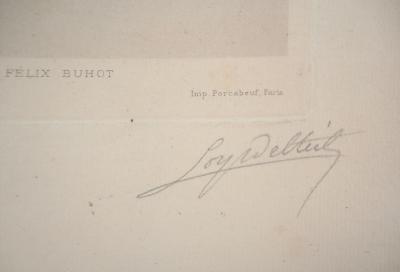 FÉLIX BUHOT
Imp. Porcabeuf, Paris
Loys Delteil